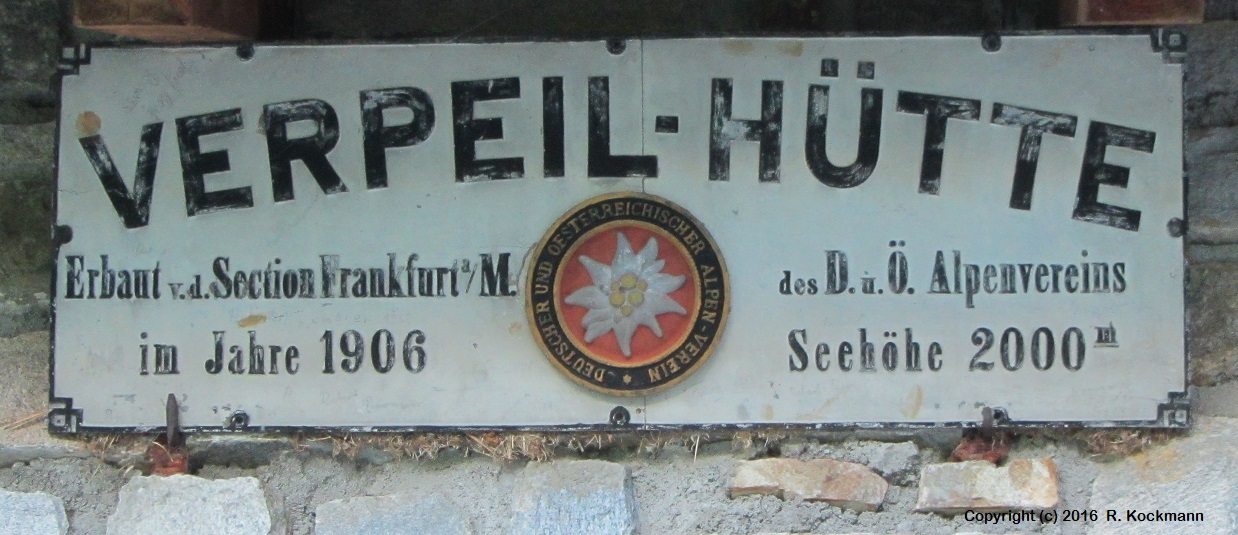 VERPEIL-HÜTTE
Erbaut v.d. Section Frankfurt a/M.
im Jahre 1906
DEUTSCHER UND OESTERREICHISCHER ALPEN-VEREIN
des D. u. Ö. Alpenvereins
Seehöhe 2000 m
Copyright (c) 2016 R. Kockmann